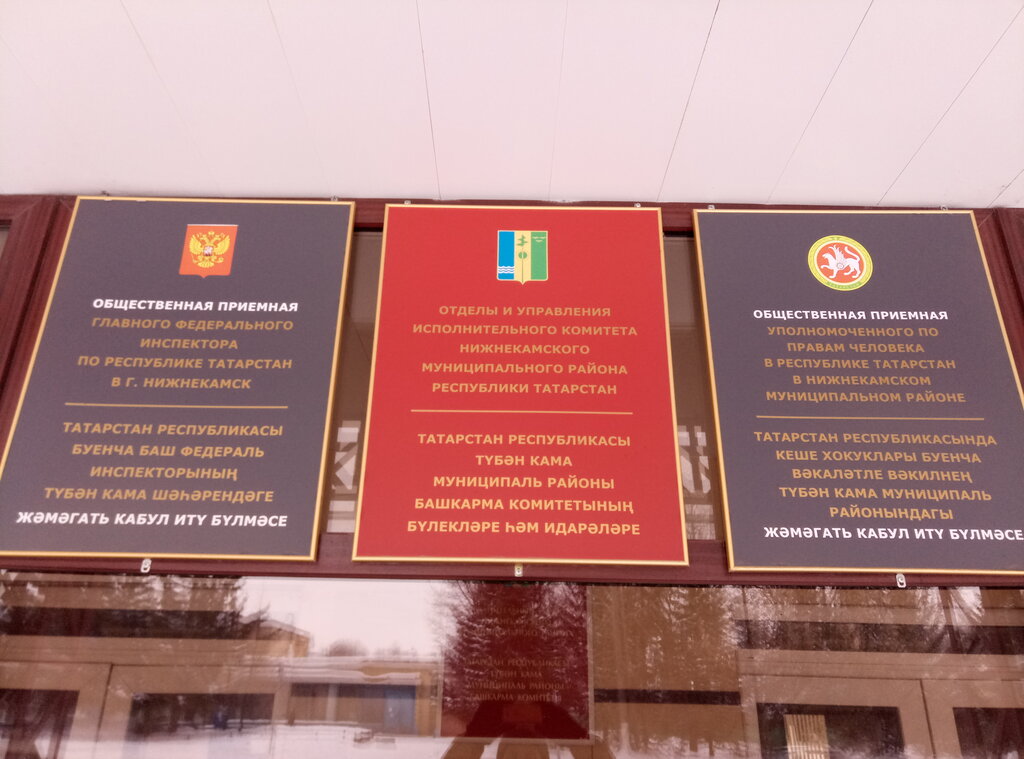 ОБЩЕСТВЕННАЯ ПРИЕМНАЯ
ГЛАВНОГО ФЕДЕРАЛЬНОГО
ИНСПЕКТОРА
ПО РЕСПУБЛИКЕ ТАТАРСТАН
В Г. НИЖНЕКАМСК
ТАТАРСТАН РЕСПУБЛИКАСЫ
БУЕНЧА БАШ ФЕДЕРАЛЬ
ИНСПЕКТОРЫНЫҢ
ТҮБӘН КАМА ШӘҺӘРЕНДӘГЕ
ҖӘМӘГАТЬ КАБУЛ ИТҮ БҮЛМӘСЕ
ОТДЕЛЫ И УПРАВЛЕНИЯ
ИСПОЛНИТЕЛЬНОГО КОМИТЕТА
НИЖНЕКАМСКОГО
МУНИЦИПАЛЬНОГО РАЙОНА
РЕСПУБЛИКИ ТАТАРСТАН
ТАТАРСТАН РЕСПУБЛИКАСЫ
ТҮБӘН КАМА
МУНИЦИПАЛЬ РАЙОНЫ
БАШКАРМА КОМИТЕТЫНЫҢ
БҮЛЕКЛӘРЕ ҺӘМ ИДАРӘЛӘРЕ
ОБЩЕСТВЕННАЯ ПРИЕМНАЯ
УПОЛНОМОЧЕННОГО ПО
ПРАВАМ ЧЕЛОВЕКА
В РЕСПУБЛИКЕ ТАТАРСТАН
В НИЖНЕКАМСКОМ
МУНИЦИПАЛЬНОМ РАЙОНЕ
ТАТАРСТАН РЕСПУБЛИКАСЫНДА
КЕШЕ ХОКУКЛАРЫ БУЕНЧА
ВӘКАЛӘТЛЕ ВӘКИЛНЕҢ
ТҮБӘН КАМА МУНИЦИПАЛЬ
РАЙОНЫНДАГЫ
ҖӘМӘГАТЬ КАБУЛ ИТҮ БҮЛМӘСЕ